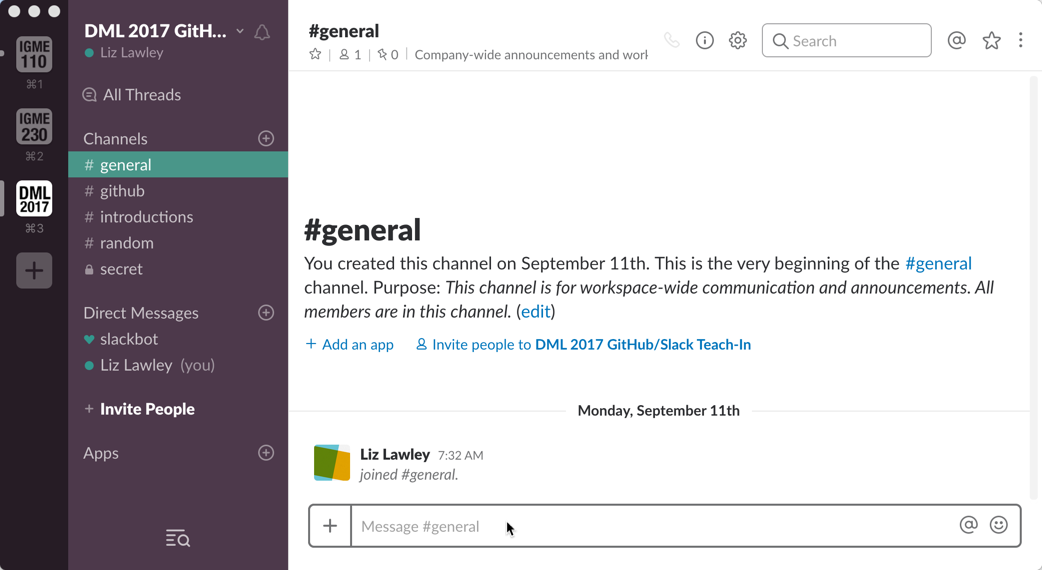 IGME
110
⌘1
IGME
230
⌘2
DML
2017
⌘3
DML 2017 GitH...
Liz Lawley
All Threads
Channels
# general
# github
# introductions
# random
secret
Direct Messages
slackbot
Liz Lawley (you)
+ Invite People
Apps
#general
1 | 0 | Company-wide announcements and work
Search
#general
You created this channel on September 11th. This is the very beginning of the #general
channel. Purpose: This channel is for workspace-wide communication and announcements. All
members are in this channel. (edit)
+ Add an app Invite people to DML 2017 GitHub/Slack Teach-In
Monday, September 11th
Liz Lawley 7:32 AM
joined #general.
+ Message #general @